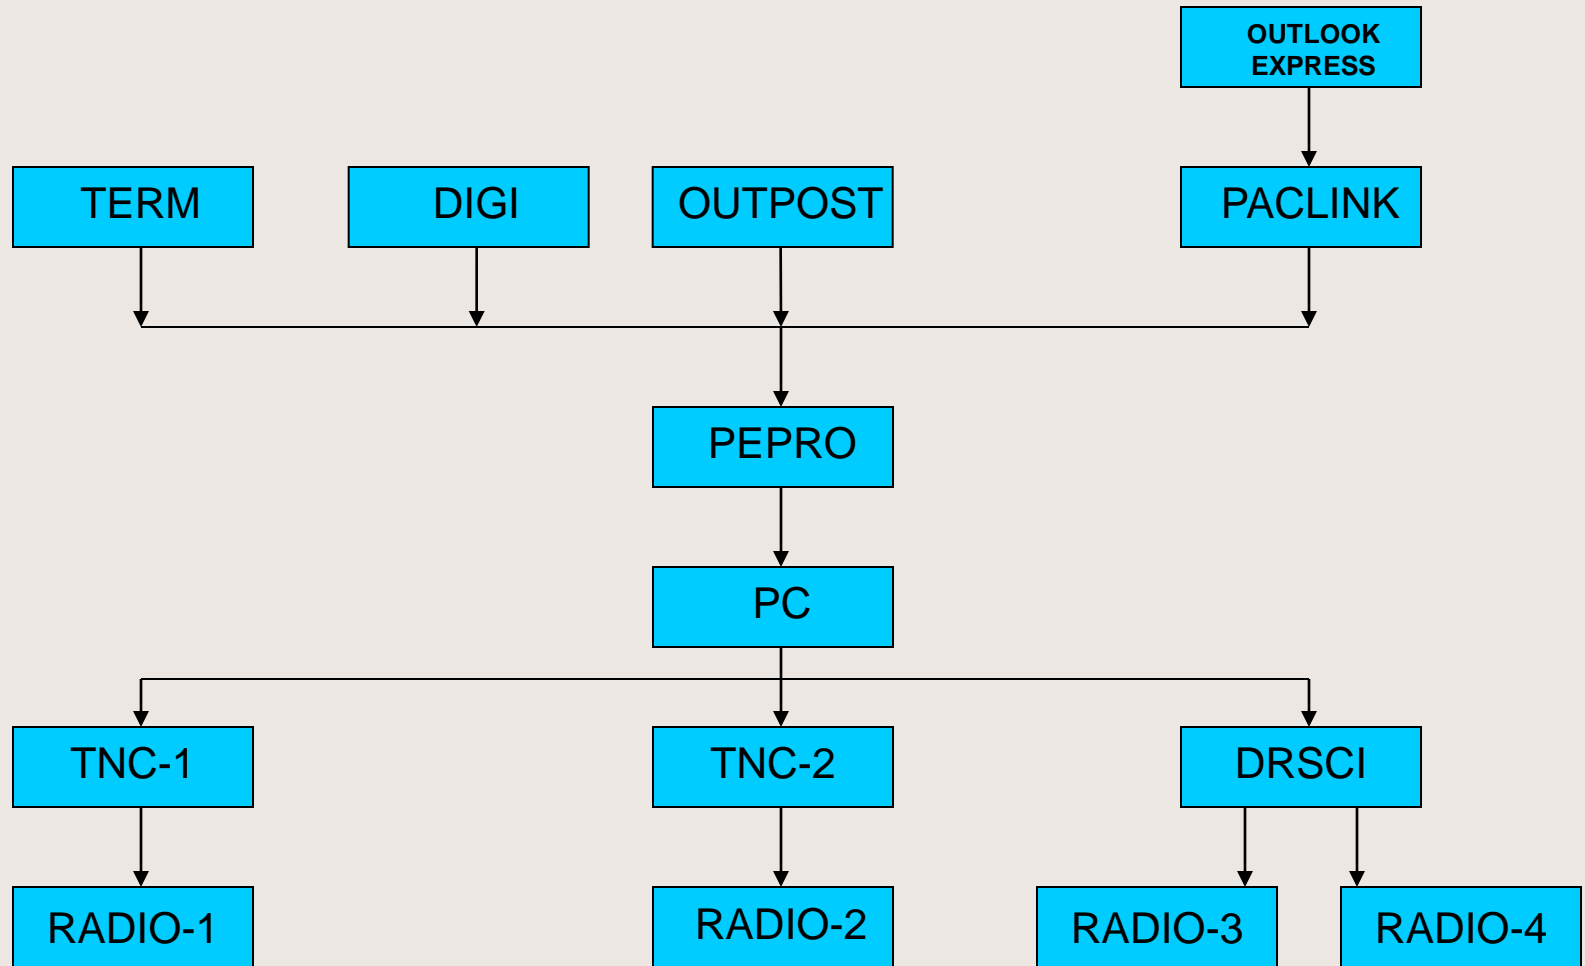 OUTLOOK
EXPRESS
TERM
DIGI
OUTPOST
PACLINK
PEPRO
PC
TNC-1
TNC-2
DRSCI
RADIO-1
RADIO-2
RADIO-3
RADIO-4